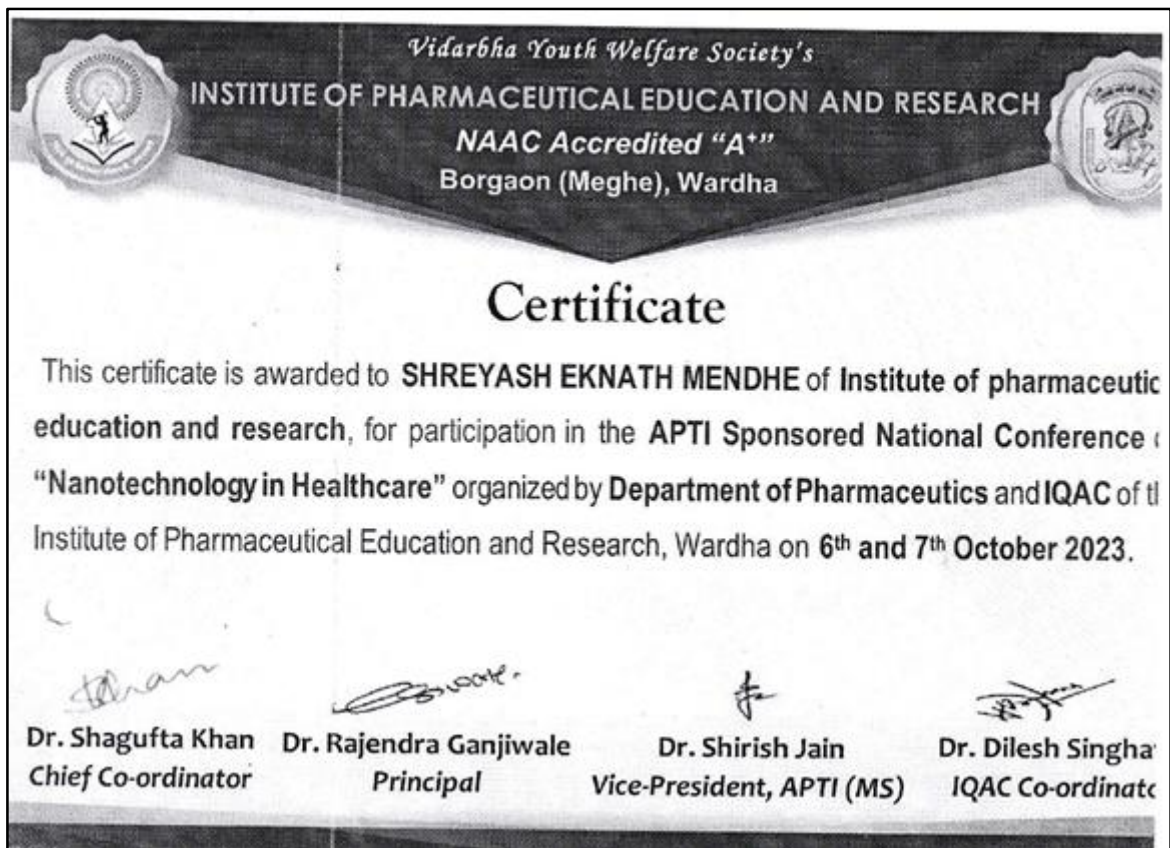 Vidarbha Youth Welfare Society's
INSTITUTE OF PHARMACEUTICAL EDUCATION AND RESEARCH
NAAC Accredited “A+”
Borgaon (Meghe), Wardha
Certificate
This certificate is awarded to SHREYASH EKNATH MENDHE of Institute of pharmaceutic
education and research, for participation in the APTI Sponsored National Conference
“Nanotechnology in Healthcare” organized by Department of Pharmaceutics and IQAC of
Institute of Pharmaceutical Education and Research, Wardha on 6th and 7th October 2023.
Dr. Shagufta Khan Dr. Rajendra Ganjiwale Dr. Shirish Jain Dr. Dilesh Singha
Chief Co-ordinator Principal Vice-President, APTI (MS) IQAC Co-ordinato